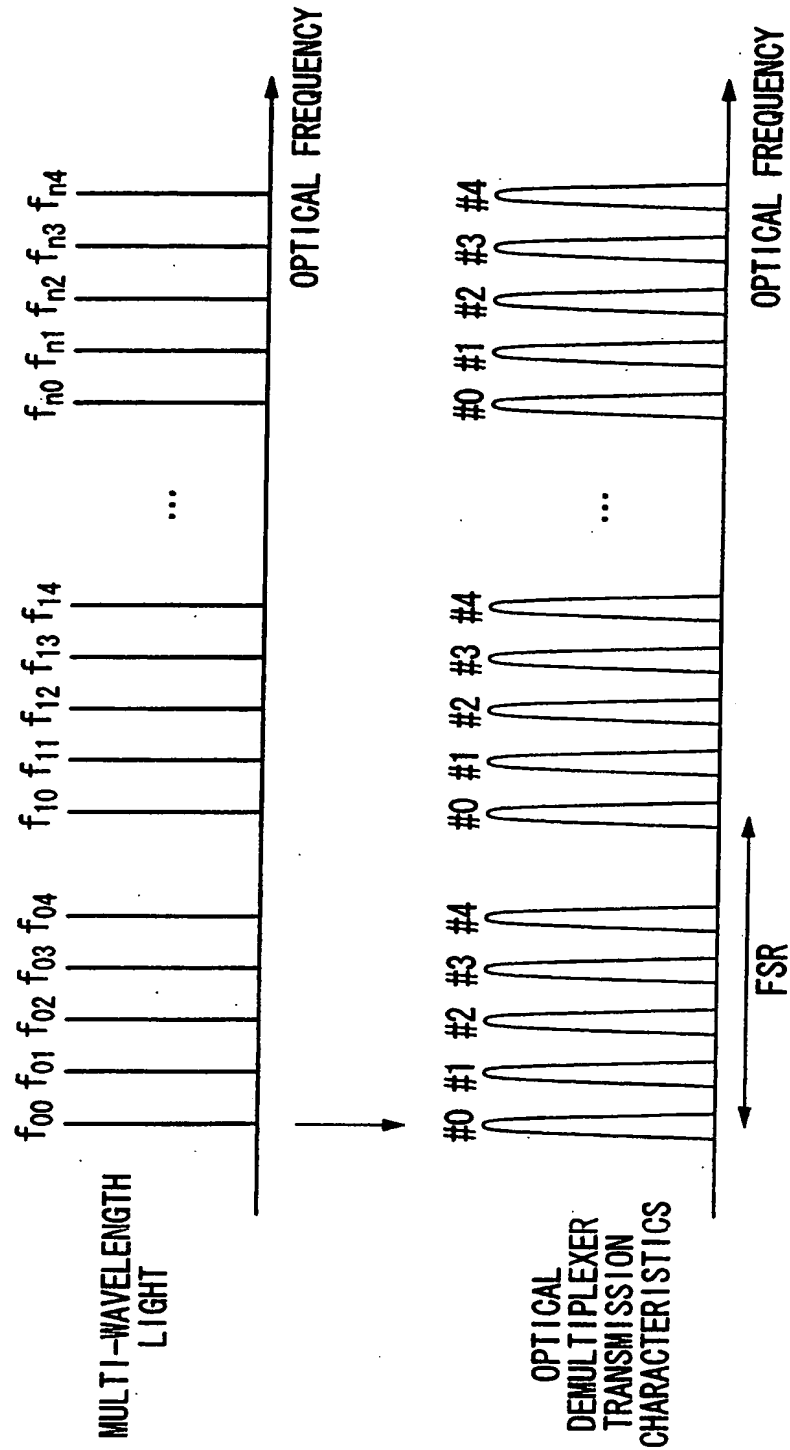 f00 f01 f02 f03 f04 f10 f11 f12 f13 f14 fn0 fn1 fn2 fn3 fn4
...
MULTI-WAVELENGTH
LIGHT
OPTICAL FREQUENCY
#0 #1 #2 #3 #4 #0 #1 #2 #3 #4 #0 #1 #2 #3 #4
...
OPTICAL
DEMULTIPLEXER
TRANSMISSION
CHARACTERISTICS
OPTICAL FREQUENCY
FSR